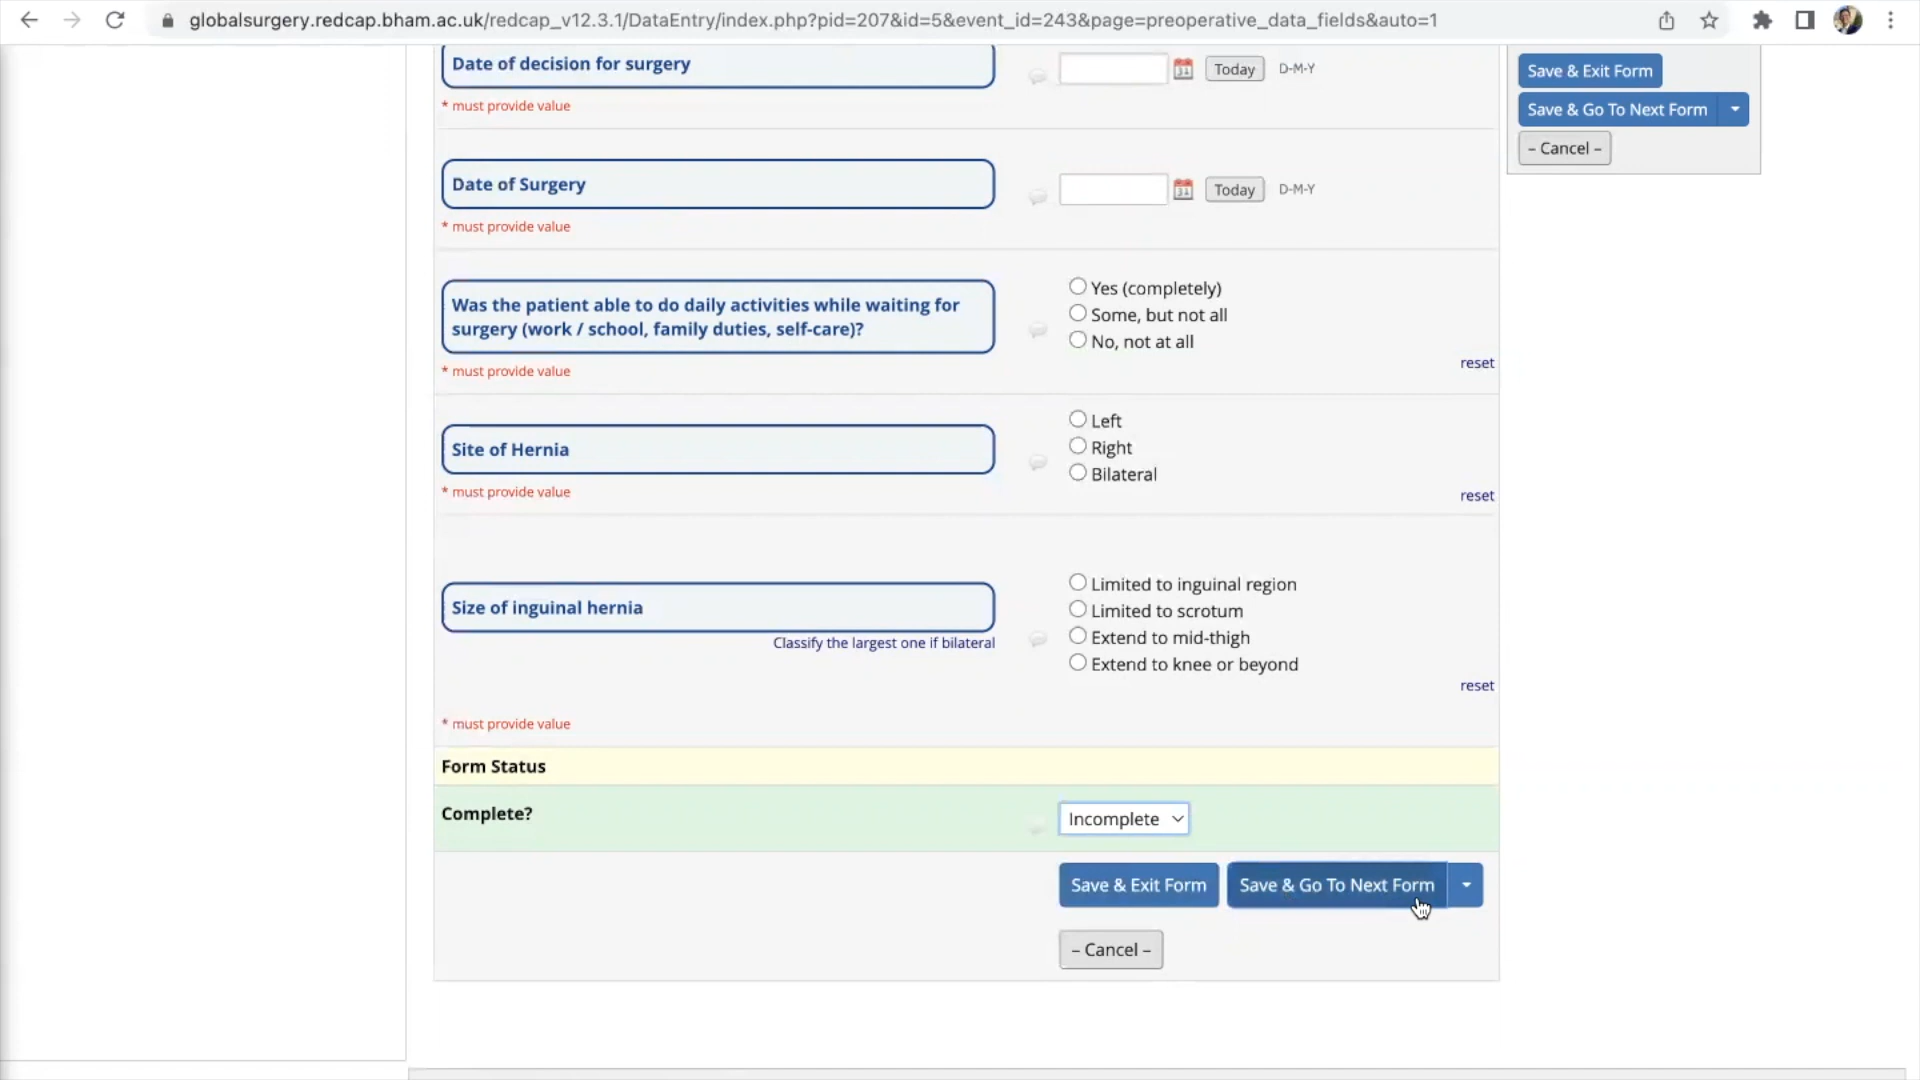 globalsurgery.redcap.bham.ac.uk/redcap_v12.3.1/DataEntry/index.php?pid=207&id=5&event_id=243&page=preoperative_data_fields&auto=1
Date of decision for surgery
31
Today
D-M-Y
* must provide value
Save & Exit Form
Save & Go To Next Form
– Cancel –
Date of Surgery
31
Today
D-M-Y
* must provide value
Was the patient able to do daily activities while waiting for
surgery (work / school, family duties, self-care)?
Yes (completely)
Some, but not all
No, not at all
reset
* must provide value
Site of Hernia
Left
Right
Bilateral
reset
* must provide value
Size of inguinal hernia
Classify the largest one if bilateral
Limited to inguinal region
Limited to scrotum
Extend to mid-thigh
Extend to knee or beyond
reset
* must provide value
Form Status
Complete?
Incomplete
Save & Exit Form
Save & Go To Next Form
– Cancel –